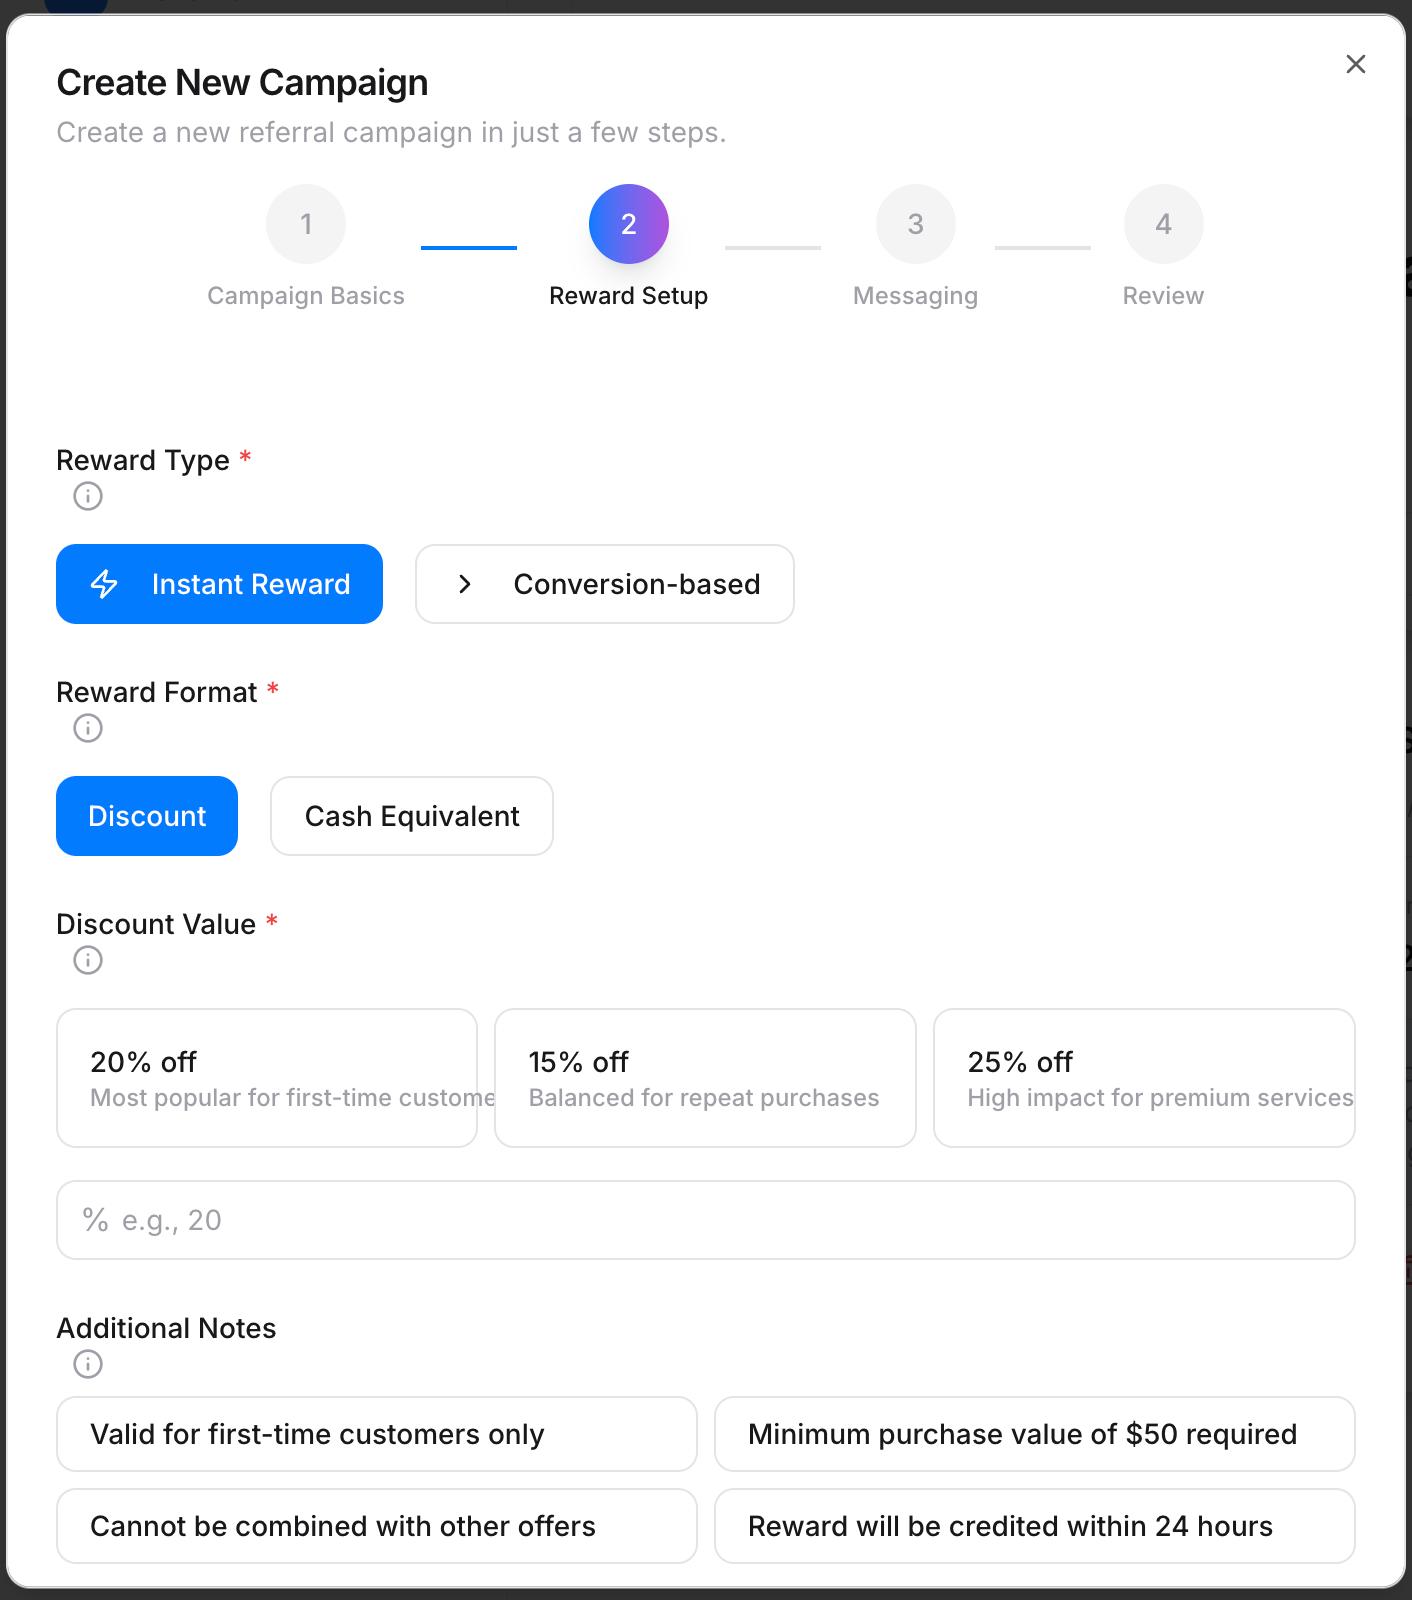 Create New Campaign
Create a new referral campaign in just a few steps.
1
2
3
4
Campaign Basics
Reward Setup
Messaging
Review
Reward Type *
Instant Reward
Conversion-based
Reward Format *
Discount
Cash Equivalent
Discount Value *
20% off
Most popular for first-time custome
15% off
Balanced for repeat purchases
25% off
High impact for premium services
% e.g., 20
Additional Notes
Valid for first-time customers only
Minimum purchase value of $50 required
Cannot be combined with other offers
Reward will be credited within 24 hours